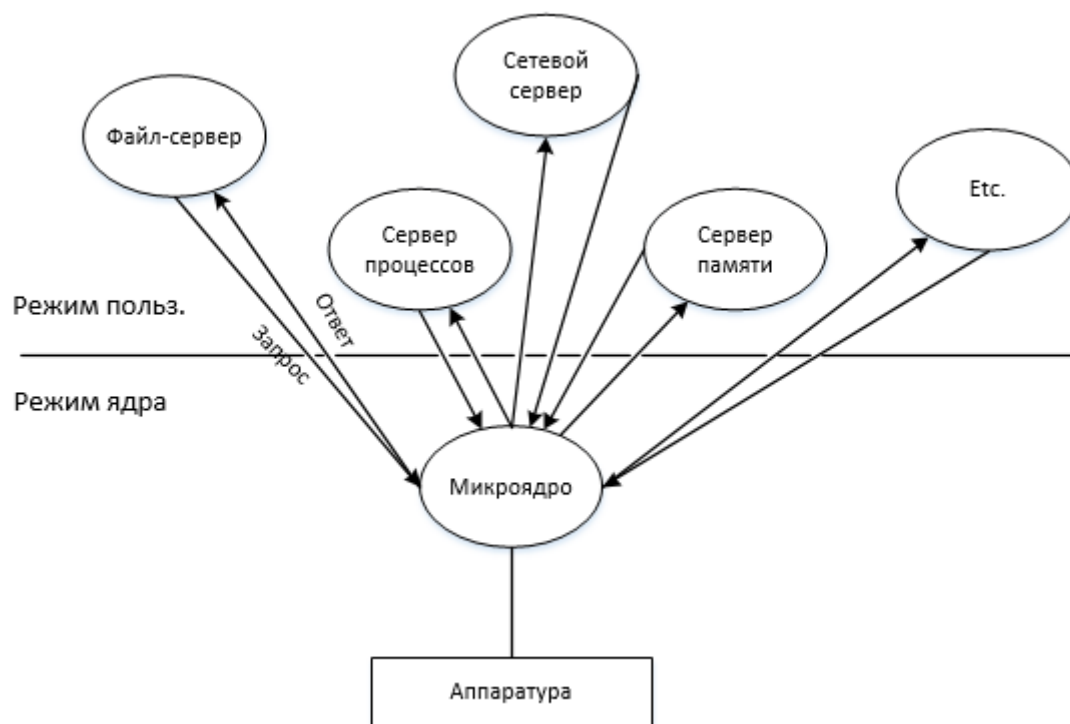 Сетевой
сервер
Файл-сервер
Etc.
Сервер
процессов
Сервер
памяти
Режим польз.
Ответ
Запрос
Режим ядра
Микроядро
Аппаратура